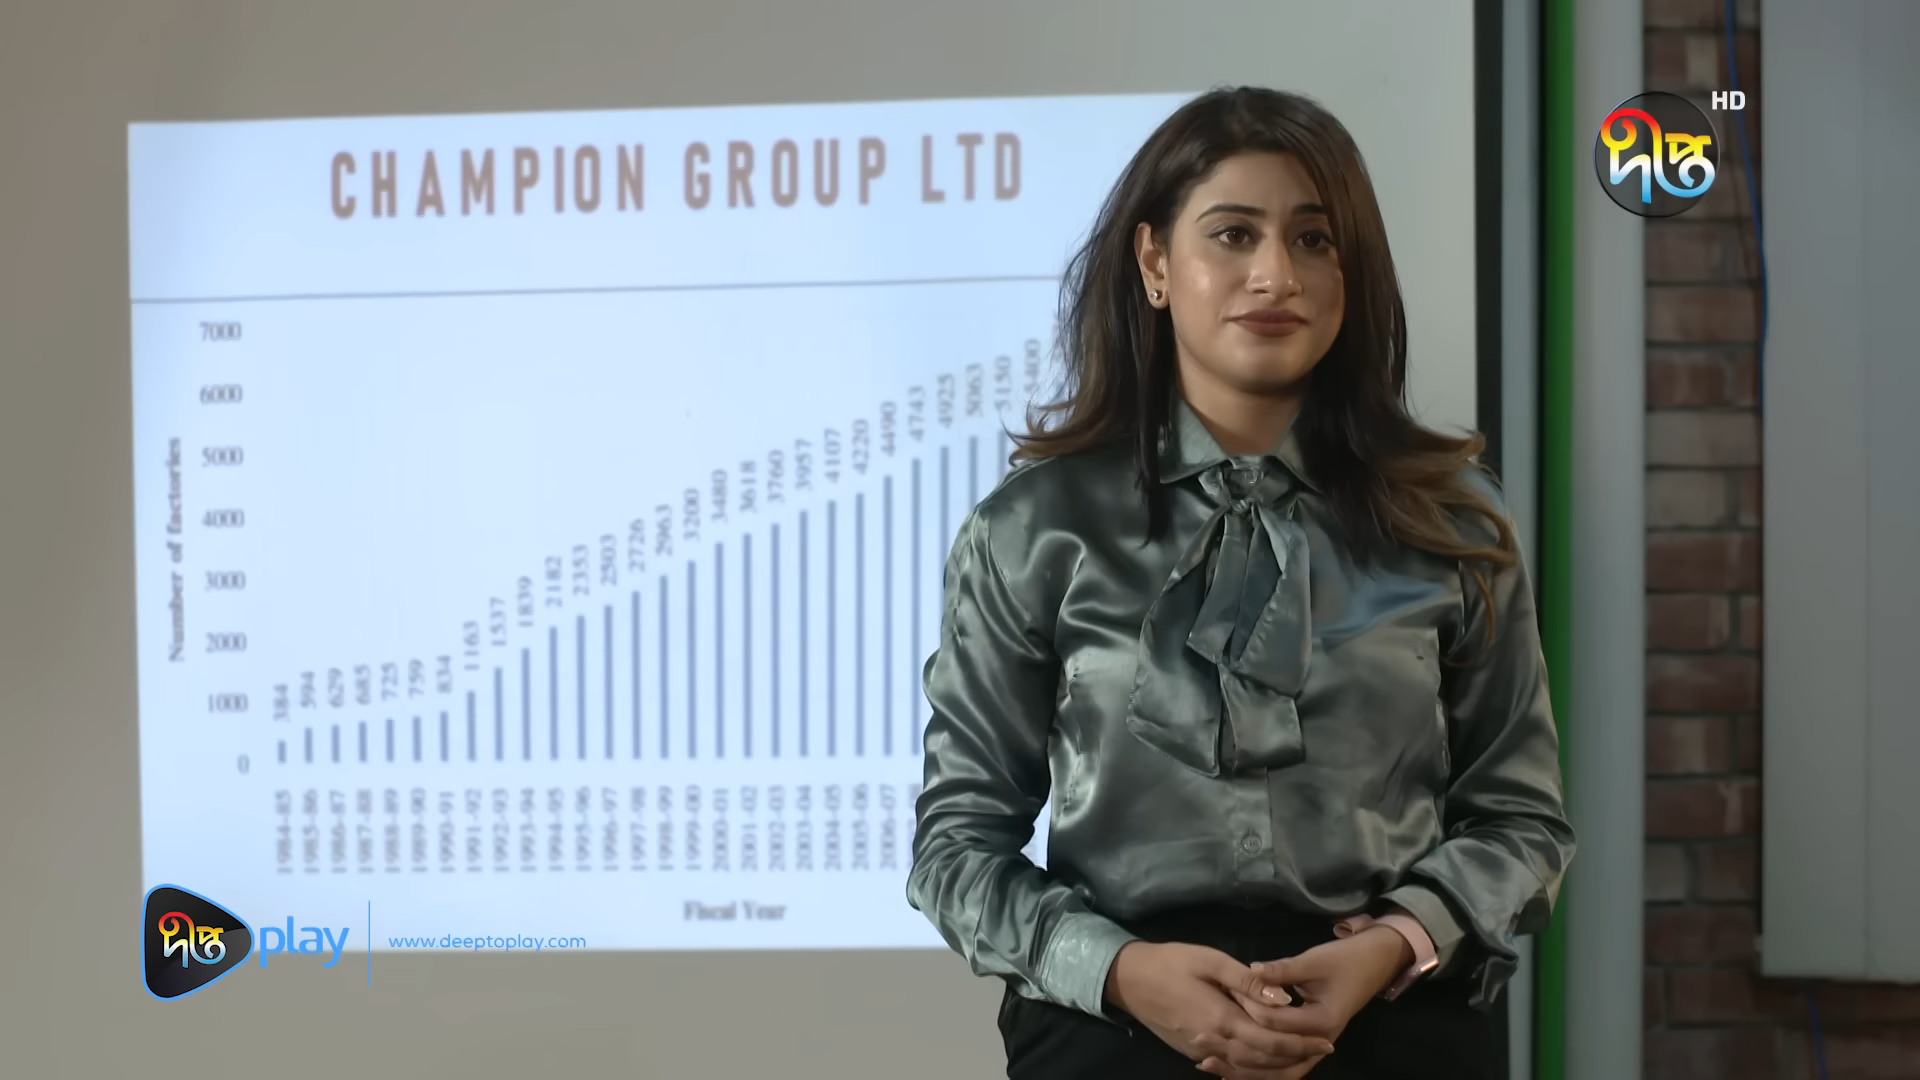 HD
দীপ্ত
CHAMPION GROUP LTD
7000
6000
5000
4000
3000
2000
1000
0
Number of factories
384 594 629 685 725 759 834 1163 1537 1839 2182 2353 2503 2726 2963 3200 3480 3618 3760 3957 4107 4220 4490 4743 4925 5063 5150 5400
1984-85 1985-86 1986-87 1987-88 1988-89 1989-90 1990-91 1991-92 1992-93 1993-94 1994-95 1995-96 1996-97 1997-98 1998-99 1999-00 2000-01 2001-02 2002-03 2003-04 2004-05 2005-06 2006-07
Fiscal Year
দীপ্ত play www.deeptoplay.com